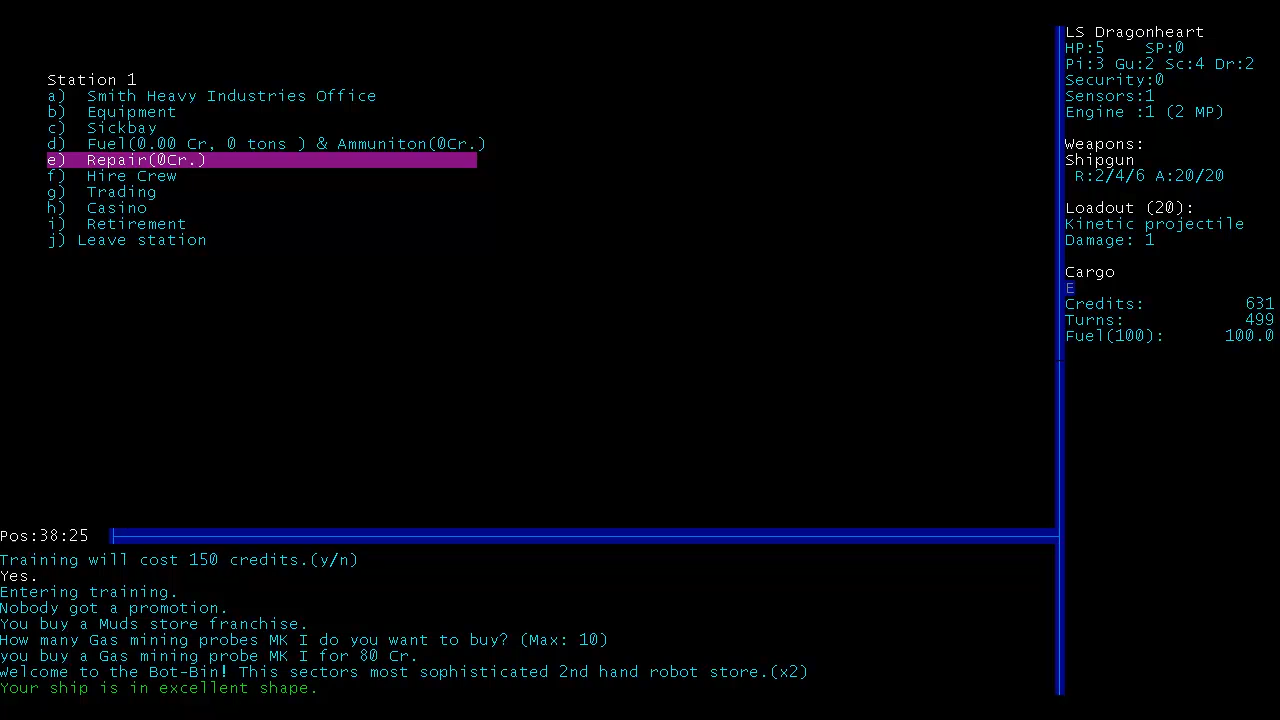 LS Dragonheart
HP:5 SP:0
Pi:3 Gu:2 Sc:4 Dr:2
Security:0
Sensors:1
Engine :1 (2 MP)
Weapons:
Shipgun
R:2/4/6 A:20/20
Loadout (20):
Kinetic projectile
Damage: 1
Cargo
E
Credits: 631
Turns: 499
Fuel(100): 100.0
Station 1
a) Smith Heavy Industries Office
b) Equipment
c) Sickbay
d) Fuel(0.00 Cr, 0 tons ) & Ammuniton(0Cr.)
e) Repair(0Cr.)
f) Hire Crew
g) Trading
h) Casino
i) Retirement
j) Leave station
Pos:38:25
Training will cost 150 credits.(y/n)
Yes.
Entering training.
Nobody got a promotion.
You buy a Muds store franchise.
How many Gas mining probes MK I do you want to buy? (Max: 10)
you buy a Gas mining probe MK I for 80 Cr.
Welcome to the Bot-Bin! This sectors most sophisticated 2nd hand robot store.(x2)
Your ship is in excellent shape.